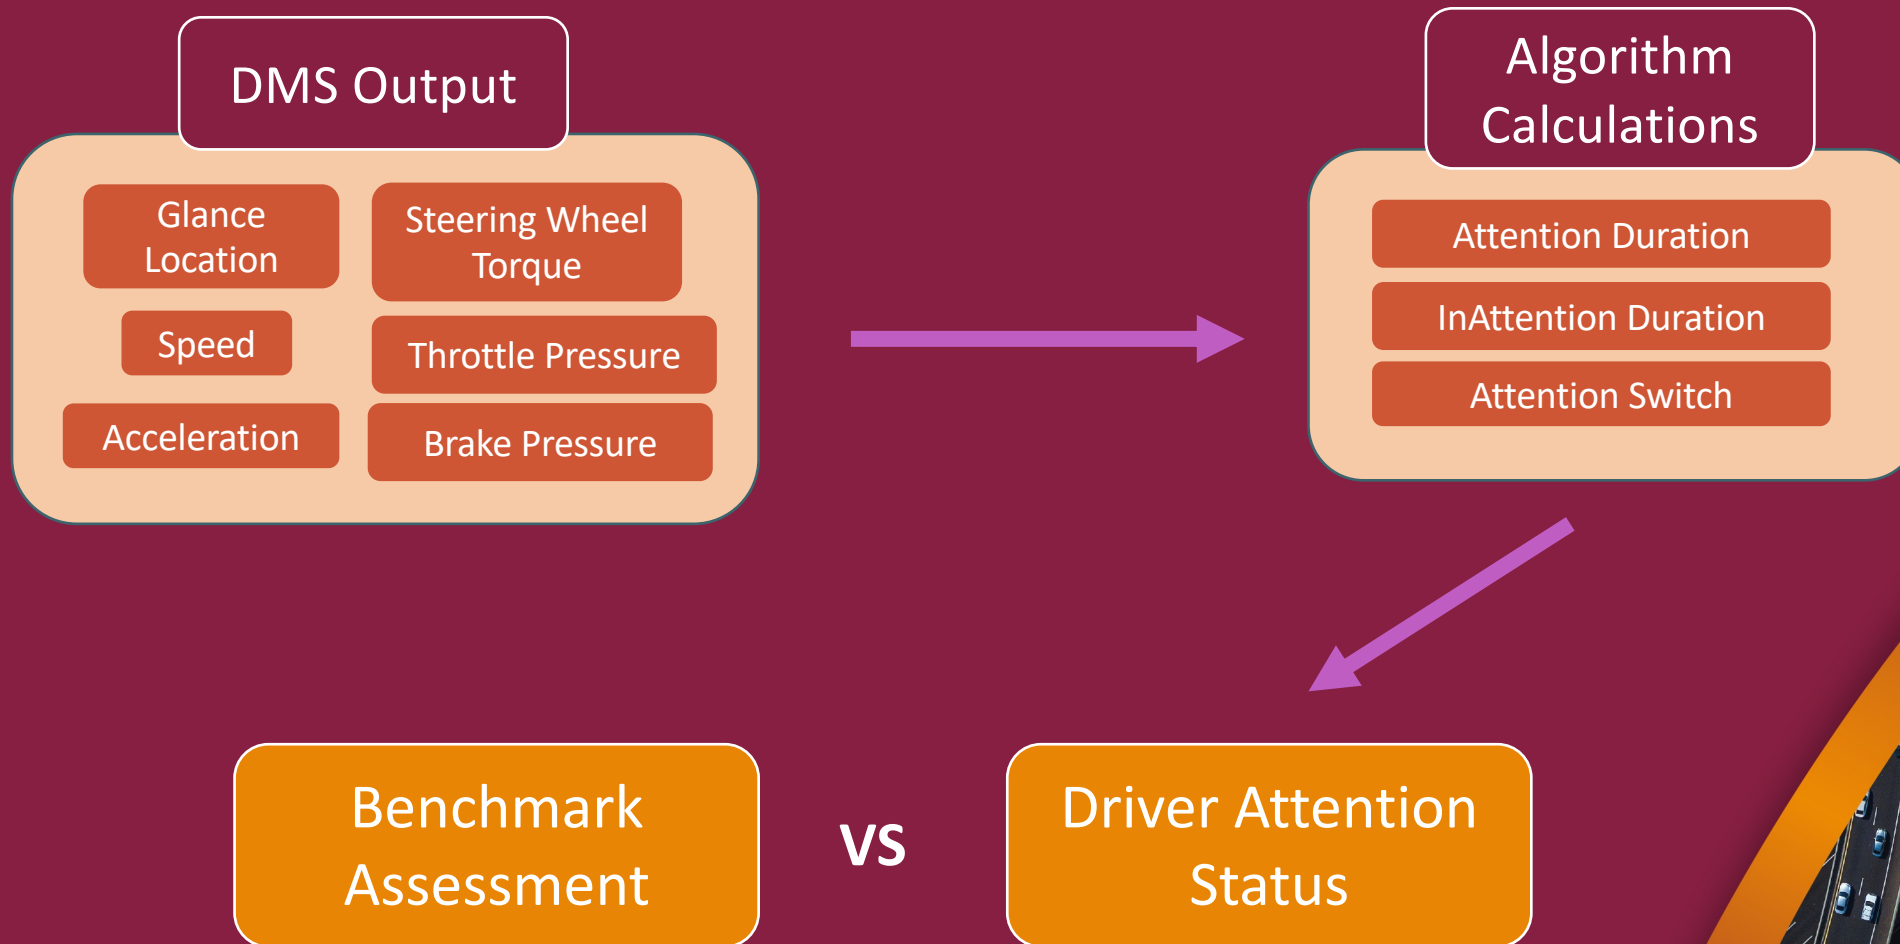 DMS Output
Glance
Location
Steering Wheel
Torque
Speed
Throttle Pressure
Acceleration
Brake Pressure
Algorithm
Calculations
Attention Duration
InAttention Duration
Attention Switch
Benchmark
Assessment
VS
Driver Attention
Status